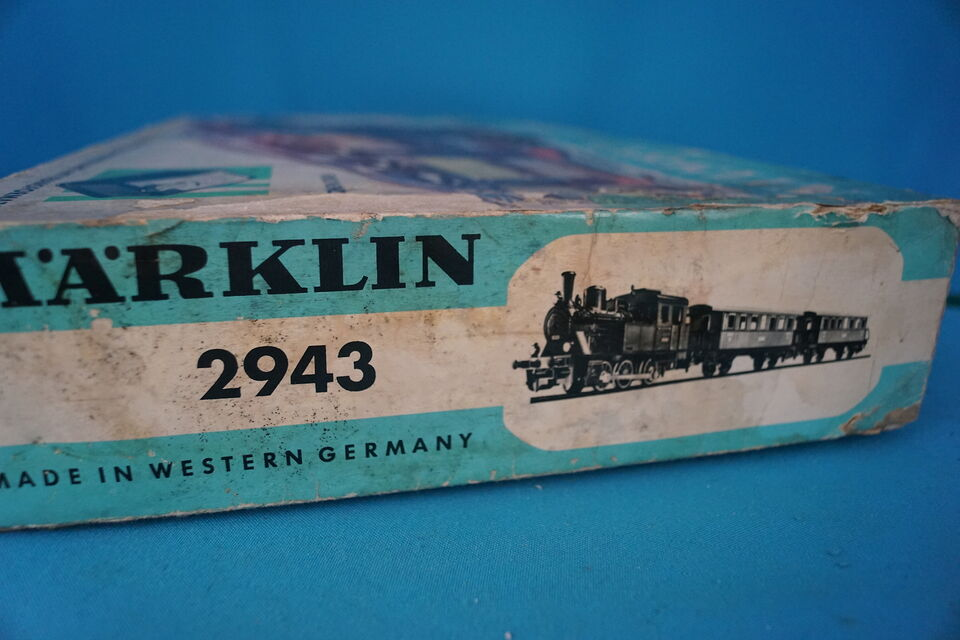 MÄRKLIN
2943
MADE IN WESTERN GERMANY